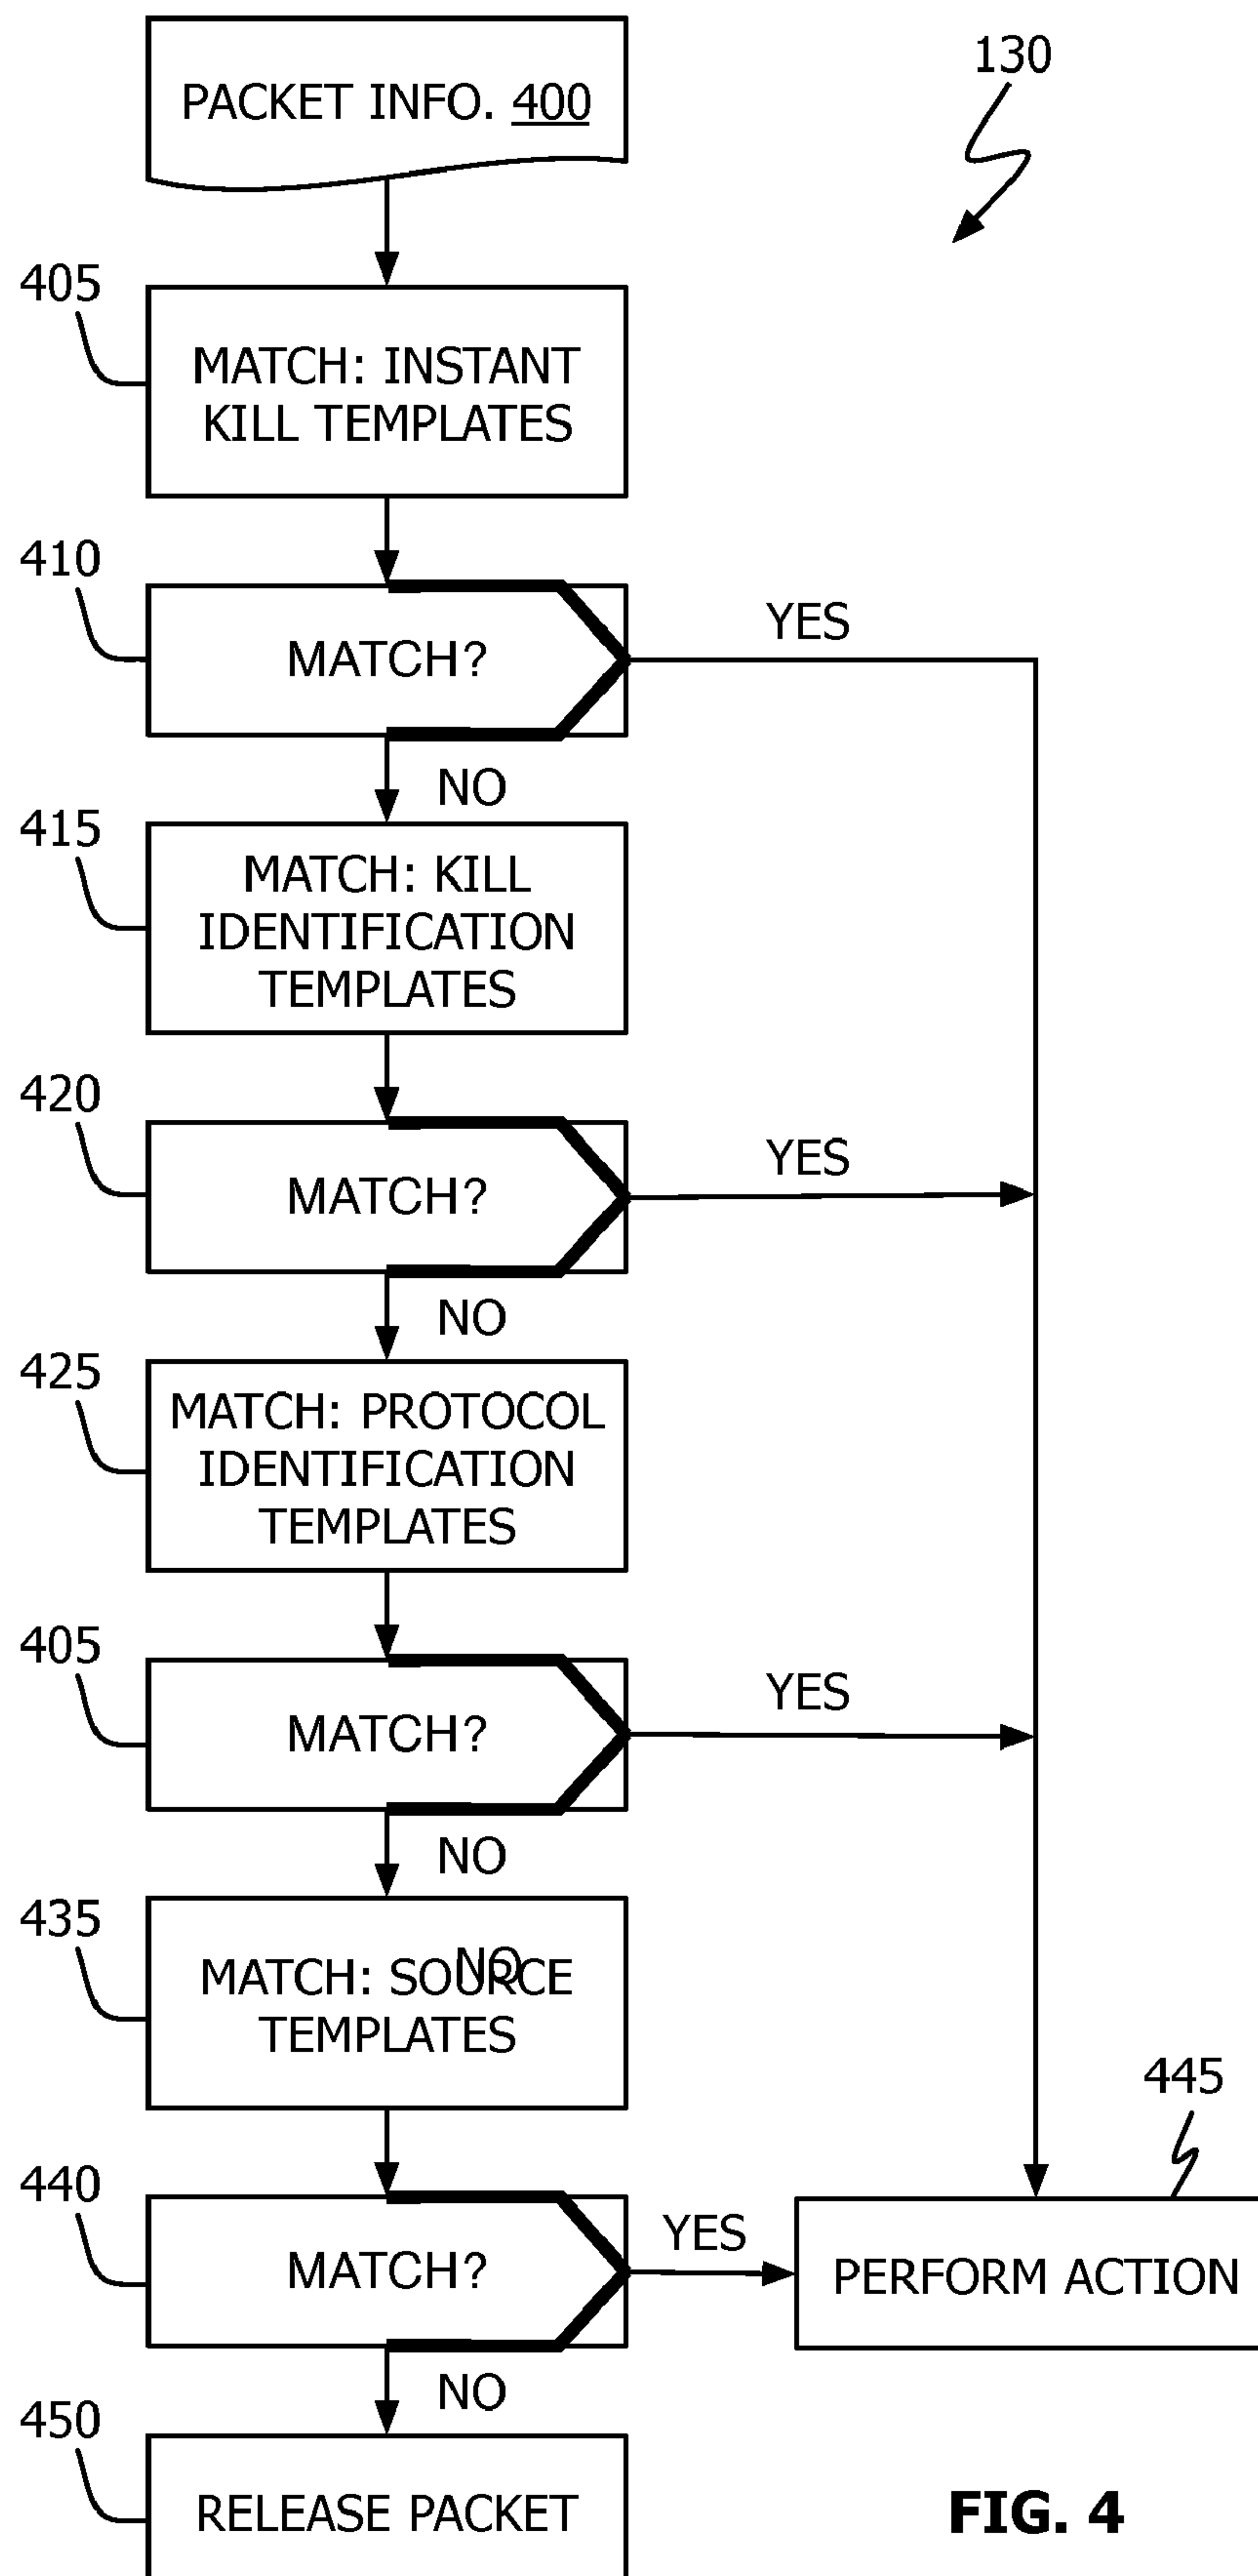 PACKET INFO. 400
130
405
MATCH: INSTANT
KILL TEMPLATES
410
MATCH?
YES
NO
415
MATCH: KILL
IDENTIFICATION
TEMPLATES
420
MATCH?
YES
NO
425
MATCH: PROTOCOL
IDENTIFICATION
TEMPLATES
405
MATCH?
YES
NO
435
NO
MATCH: SOURCE
TEMPLATES
445
440
MATCH?
YES
PERFORM ACTION
NO
450
RELEASE PACKET
FIG. 4